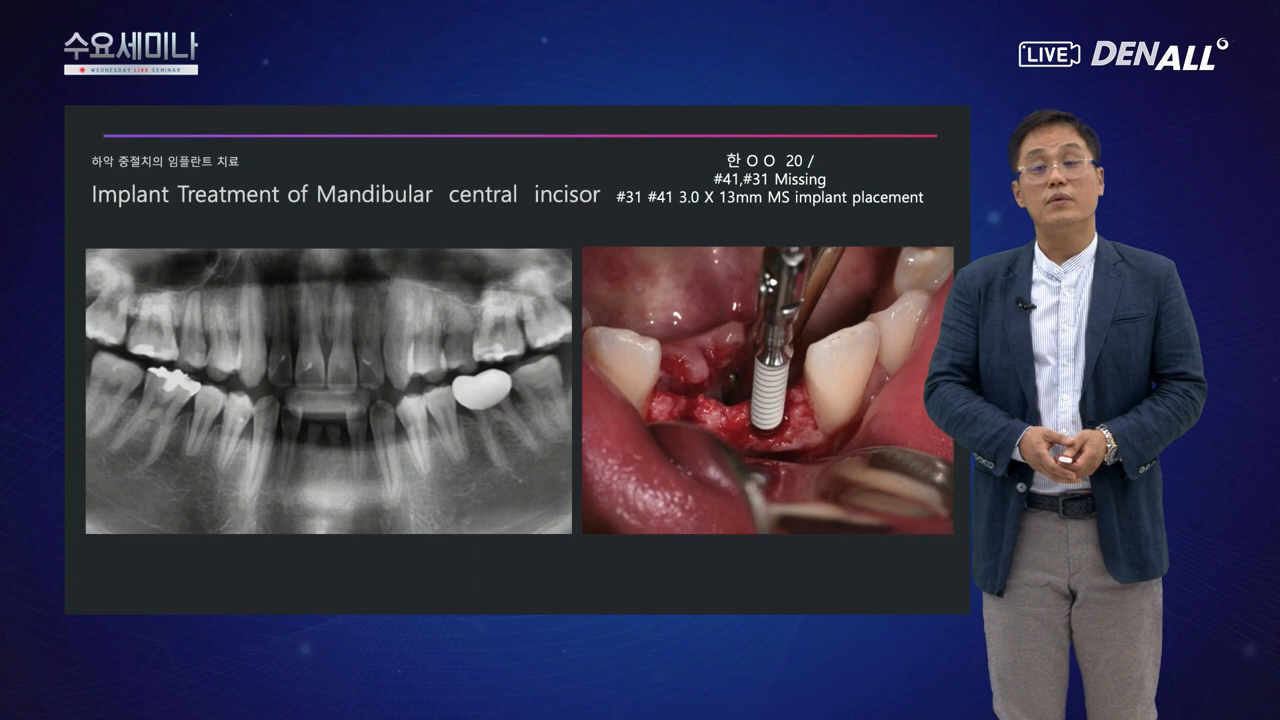 수요세미나
WEDNESDAY LIVE SEMINAR
LIVE
DENALL
하악 중절치의 임플란트 치료
Implant Treatment of Mandibular central incisor
한 O O 20 /
#41,#31 Missing
#31 #41 3.0 X 13mm MS implant placement